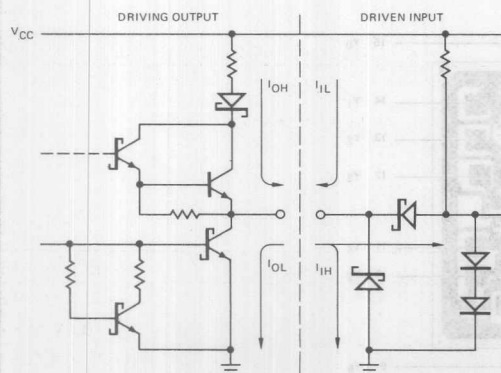 DRIVING OUTPUT
DRIVEN INPUT
VCC
IOH
IIL
IOL
IIH